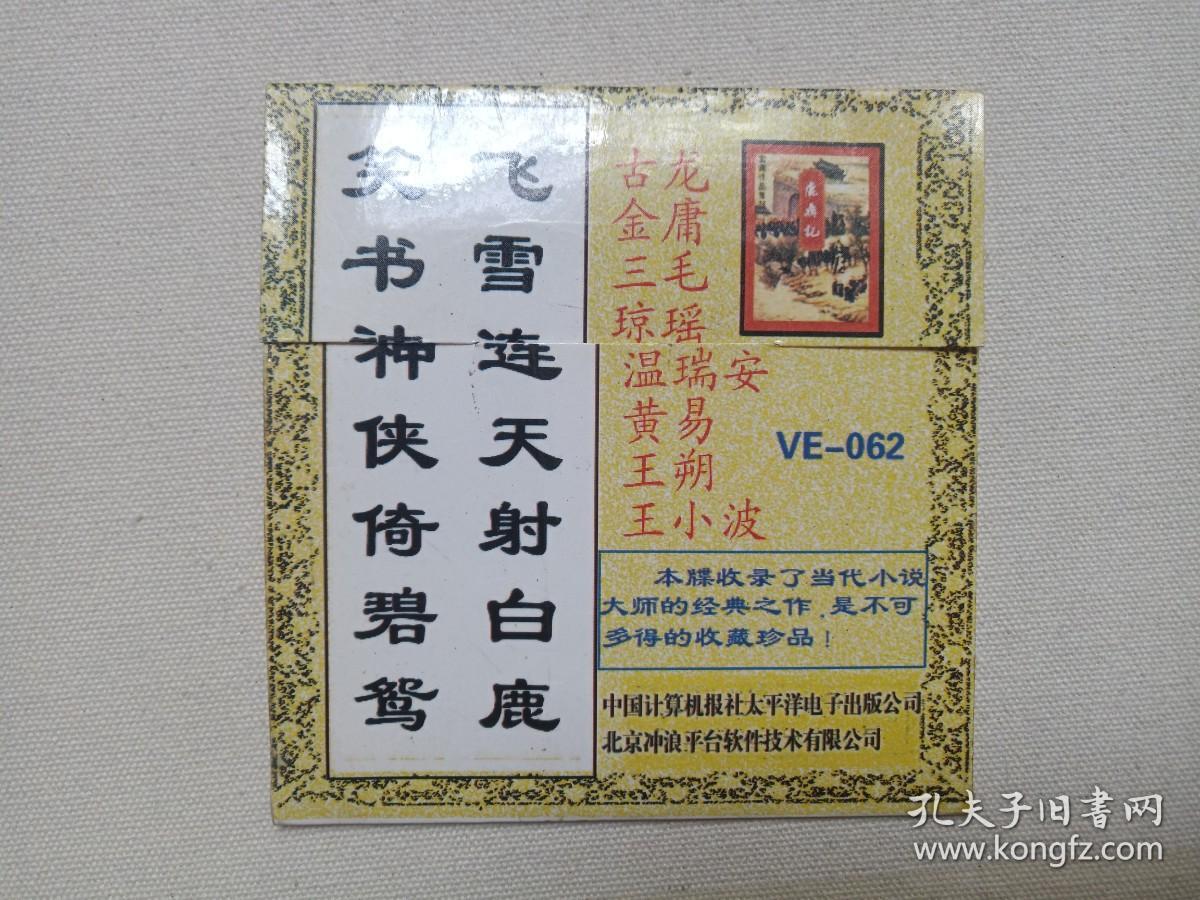 飞雪连天射白鹿
笑书神侠倚碧鸳
古龙
金庸
三毛
琼瑶
温瑞安
黄易
王朔
王小波
鹿鼎记
VE-062
本牒收录了当代小说
大师的经典之作.是不可
多得的收藏珍品!
中国计算机报社太平洋电子出版公司
北京冲浪平台软件技术有限公司
孔夫子旧书网
www.kongfz.com